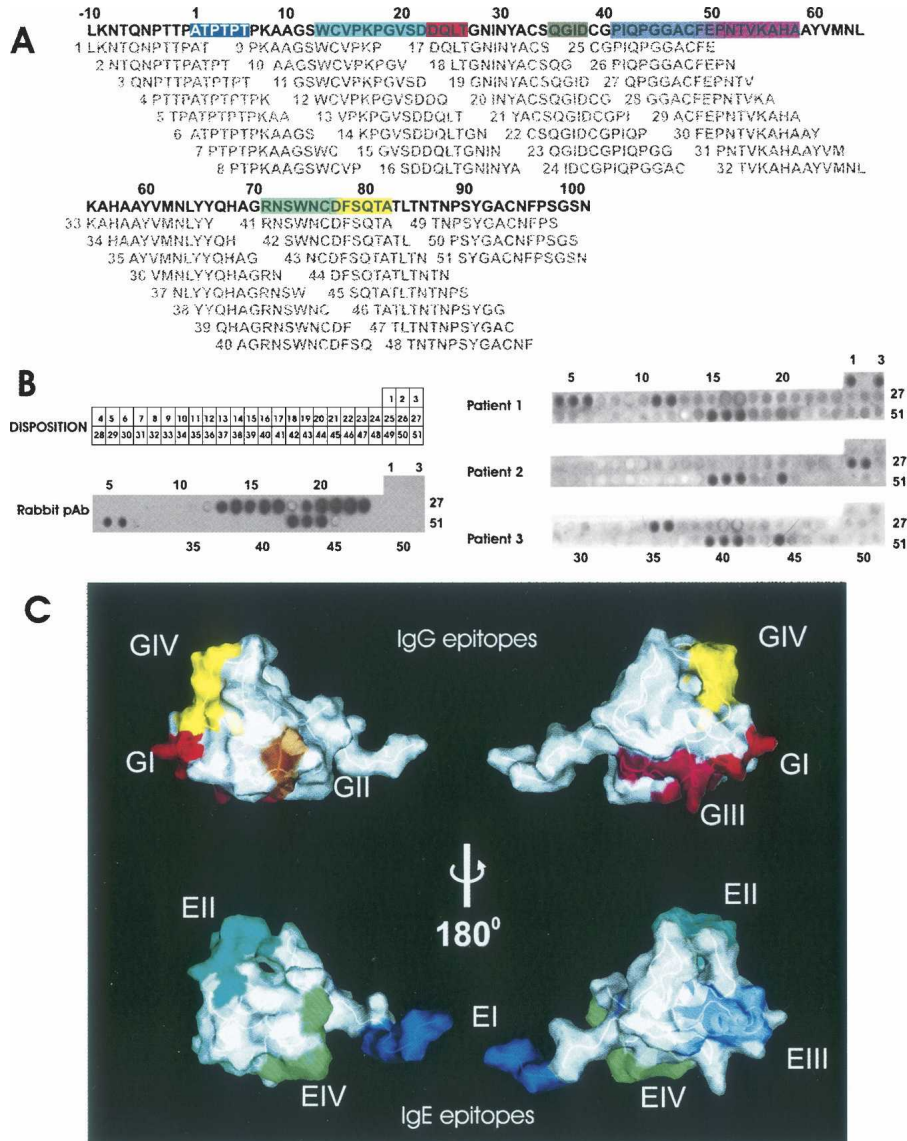 A
-10 1 10 20 30 40 50 60
LKNTQNPTTPATPTPTPKAAGSWCVPKPGVSDDQLTGNINYACSQGIDCGPIQPGGACFEPNTVKAHAAYVMNL
1 LKNTQNPTTPAT 9 PKAAGSWCVPKP 17 DQLTGNINYACS 25 CGPIQPGGACFE
2 NTQNPTTPATPT 10 AAGSWCVPKPGV 18 LTGNINYACSQG 26 PIQPGGACFEPN
3 QNPTTPATPTPT 11 GSWCVPKPGVSD 19 GNINYACSQGID 27 QPGGACFEPNTV
4 PTTPATPTPTPK 12 WCVPKPGVSDDQ 20 INYACSQGIDCG 28 GGACFEPNTVKA
5 TPATPTPTPKAA 13 VPKPGVSDDQLT 21 YACSQGIDCGPI 29 ACFEPNTVKAHA
6 ATPTPTPKAAGS 14 KPGVSDDQLTGN 22 CSQGIDCGPIQP 30 FEPNTVKAHAAY
7 PTPTPKAAGSWC 15 GVSDDQLTGNIN 23 QGIDCGPIQPGG 31 PNTVKAHAAYVM
8 PTPKAAGSWCVP 16 SDDQLTGNINYA 24 IDCGPIQPGGAC 32 TVKAHAAYVMNL
60 70 80 90 100
KAHAAYVMNLYYQHAGRNSWNCDFSQTATLTNTNPSYGACNFPSGSN
33 KAHAAYVMNLYY 41 RNSWNCDFSQTA 49 TNPSYGACNFPS
34 HAAYVMNLYYQH 42 SWNCDFSQTATL 50 PSYGACNFPSGS
35 AYVMNLYYQHAG 43 NCDFSQTATLTN 51 SYGACNFPSGSN
36 VMNLYYQHAGRN 44 DFSQTATLTNTN
37 NLYYQHAGRNSW 45 SQTATLTNTNPS
38 YYQHAGRNSWNC 46 TATLTNTNPSYGG
39 QHAGRNSWNCDF 47 TLTNTNPSYGAC
40 AGRNSWNCDFSQ 48 TNTNPSYGACNF
B
DISPOSITION
1 2 3
4 5 6 7 8 9 10 11 12 13 14 15 16 17 18 19 20 21 22 23 24 25 26 27
28 29 30 31 32 33 34 35 36 37 38 39 40 41 42 43 44 45 46 47 48 49 50 51
1 3
5 10 15 20
Rabbit pAb 27
51
35 40 45 50
1 3
5 10 15 20
Patient 1 27
51
Patient 2 27
51
Patient 3 27
51
30 35 40 45 50
C
IgG epitopes
GIV GIV
GI GII GIII GI
180⁰
EII EII
EI EIII
EIV EIV
IgE epitopes